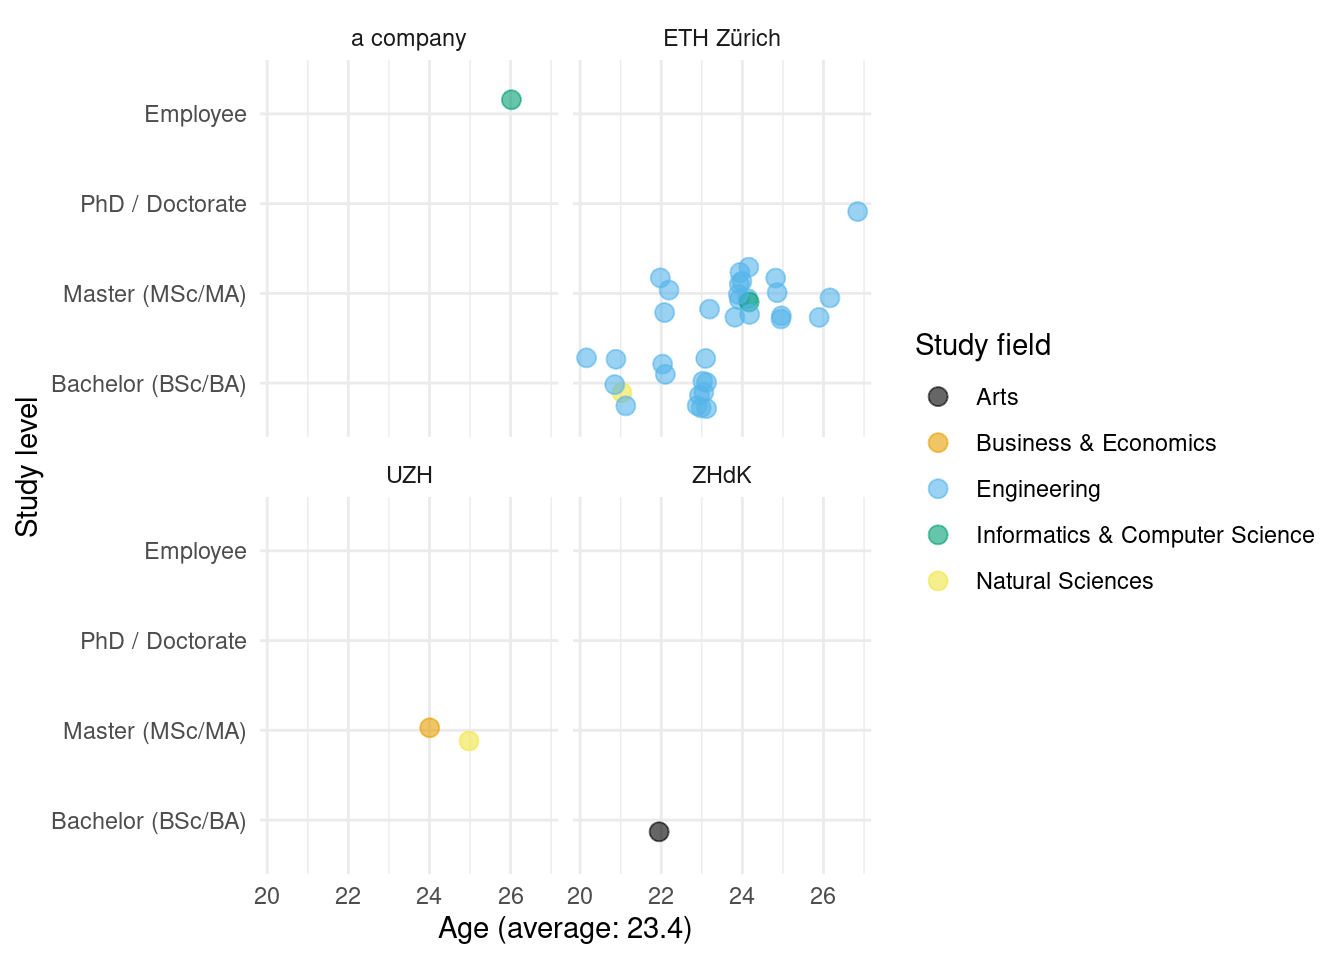 a company
ETH Zürich
Employee
PhD / Doctorate
Master (MSc/MA)
Bachelor (BSc/BA)
UZH
ZHdK
Employee
PhD / Doctorate
Master (MSc/MA)
Bachelor (BSc/BA)
20 22 24 26
20 22 24 26
Age (average: 23.4)
Study level
Study field
Arts
Business & Economics
Engineering
Informatics & Computer Science
Natural Sciences